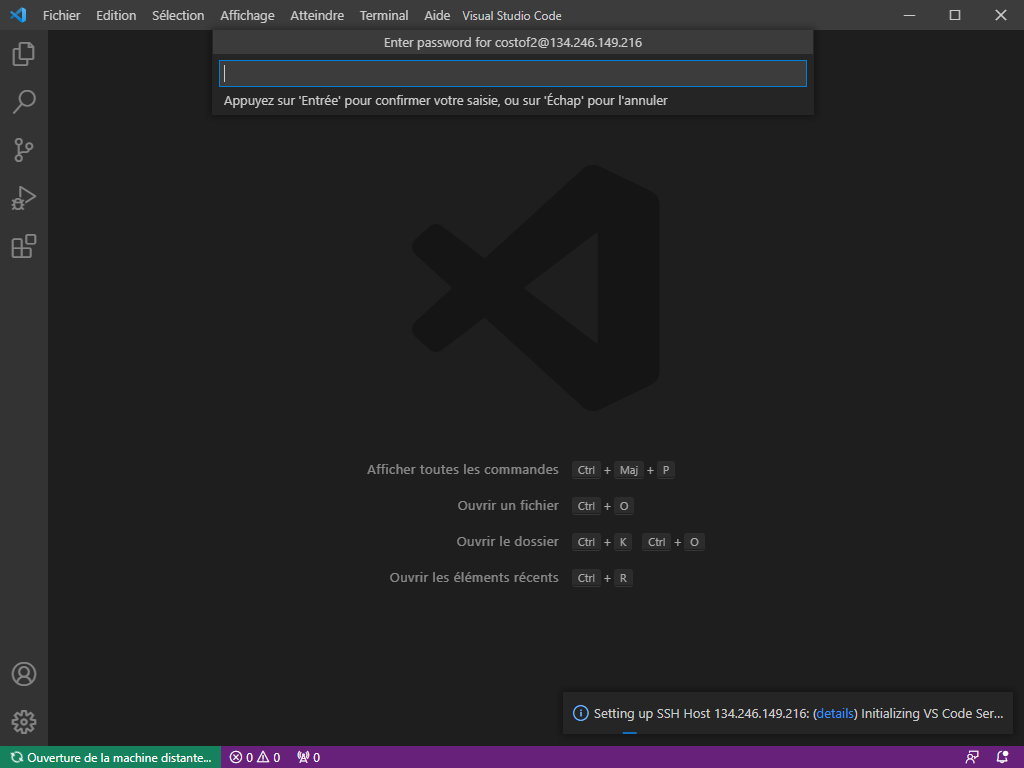 Fichier Edition Sélection Affichage Atteindre Terminal Aide Visual Studio Code
Enter password for costof2@134.246.149.216
Appuyez sur 'Entrée' pour confirmer votre saisie, ou sur 'Échap' pour l'annuler
Afficher toutes les commandes Ctrl + Maj + P
Ouvrir un fichier Ctrl + O
Ouvrir le dossier Ctrl + K Ctrl + O
Ouvrir les éléments récents Ctrl + R
Setting up SSH Host 134.246.149.216: (details) Initializing VS Code Ser...
Ouverture de la machine distante... 0 0 0